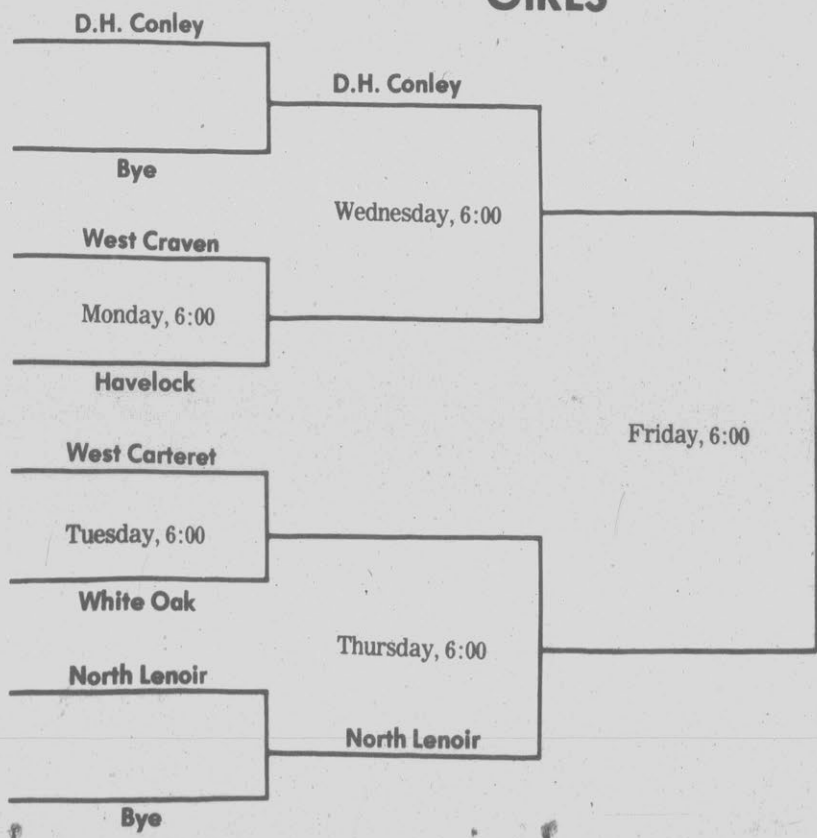 GIRLS
D.H. Conley
D.H. Conley
Bye
Wednesday, 6:00
West Craven
Monday, 6:00
Havelock
Friday, 6:00
West Carteret
Tuesday, 6:00
White Oak
Thursday, 6:00
North Lenoir
North Lenoir
Bye